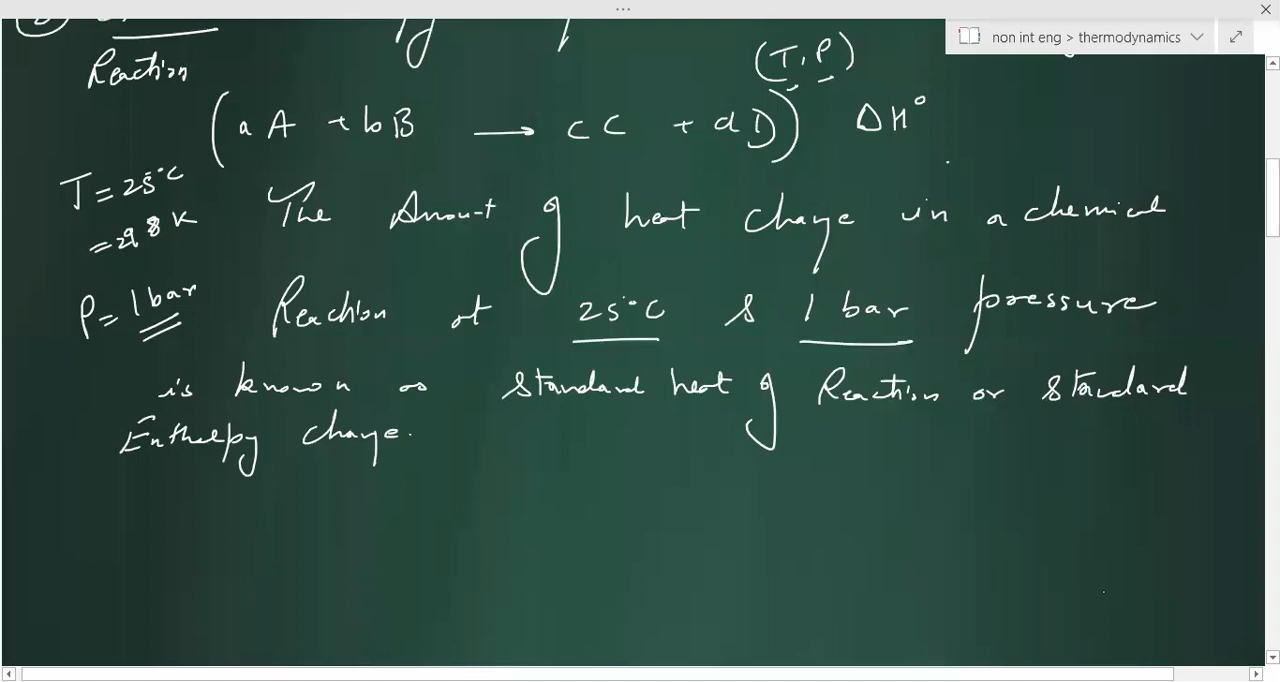 non int eng > thermodynamics
Reaction
(T, P)
(aA + bB → cC + dD) ΔH°
T = 25°C
= 298 K
The Amount of heat change in a chemical
P = 1 bar
Reaction at 25°C & 1 bar pressure
is known as standard heat of Reaction or standard
Enthalpy change.